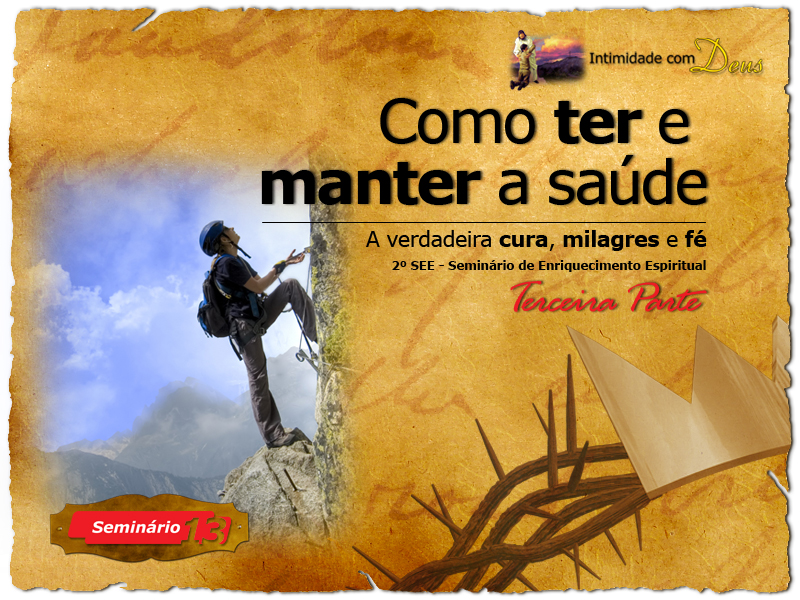 Intimidade com Deus
Como ter e
manter a saúde
A verdadeira cura, milagres e fé
2º SEE - Seminário de Enriquecimento Espiritual
Terceira Parte
Seminário 13